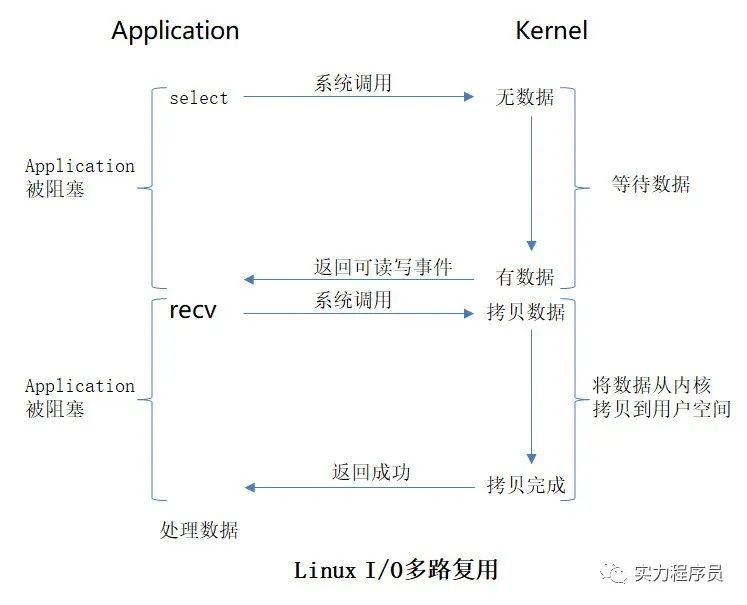 Application
Kernel
select
系统调用
无数据
Application
被阻塞
等待数据
返回可读写事件
有数据
recv
系统调用
拷贝数据
Application
被阻塞
将数据从内核
拷贝到用户空间
返回成功
拷贝完成
处理数据
Linux I/O多路复用
实力程序员